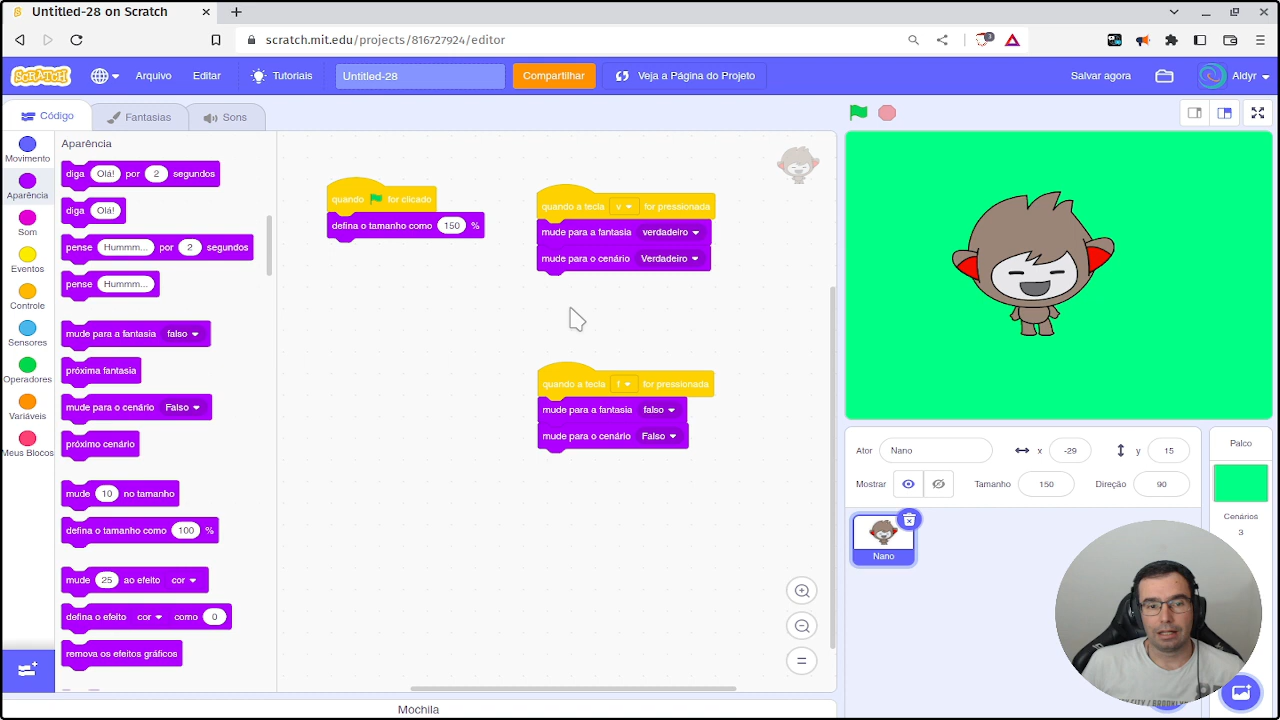 Untitled-28 on Scratch
scratch.mit.edu/projects/816727924/editor
3
SCRATCH
Arquivo
Editar
Tutoriais
Untitled-28
Compartilhar
Veja a Página do Projeto
Salvar agora
Aldyr
Código
Fantasias
Sons
Movimento
Aparência
Som
Eventos
Controle
Sensores
Operadores
Variáveis
Meus Blocos
Aparência
diga Olá! por 2 segundos
diga Olá!
pense Hummm... por 2 segundos
pense Hummm...
mude para a fantasia falso
próxima fantasia
mude para o cenário Falso
próximo cenário
mude 10 no tamanho
defina o tamanho como 100 %
mude 25 ao efeito cor
defina o efeito cor como 0
remova os efeitos gráficos
quando for clicado
defina o tamanho como 150 %
quando a tecla v for pressionada
mude para a fantasia verdadeiro
mude para o cenário Verdadeiro
quando a tecla f for pressionada
mude para a fantasia falso
mude para o cenário Falso
Mochila
Ator Nano x -29 y 15
Mostrar Tamanho 150 Direção 90
Nano
Palco
Cenários
3